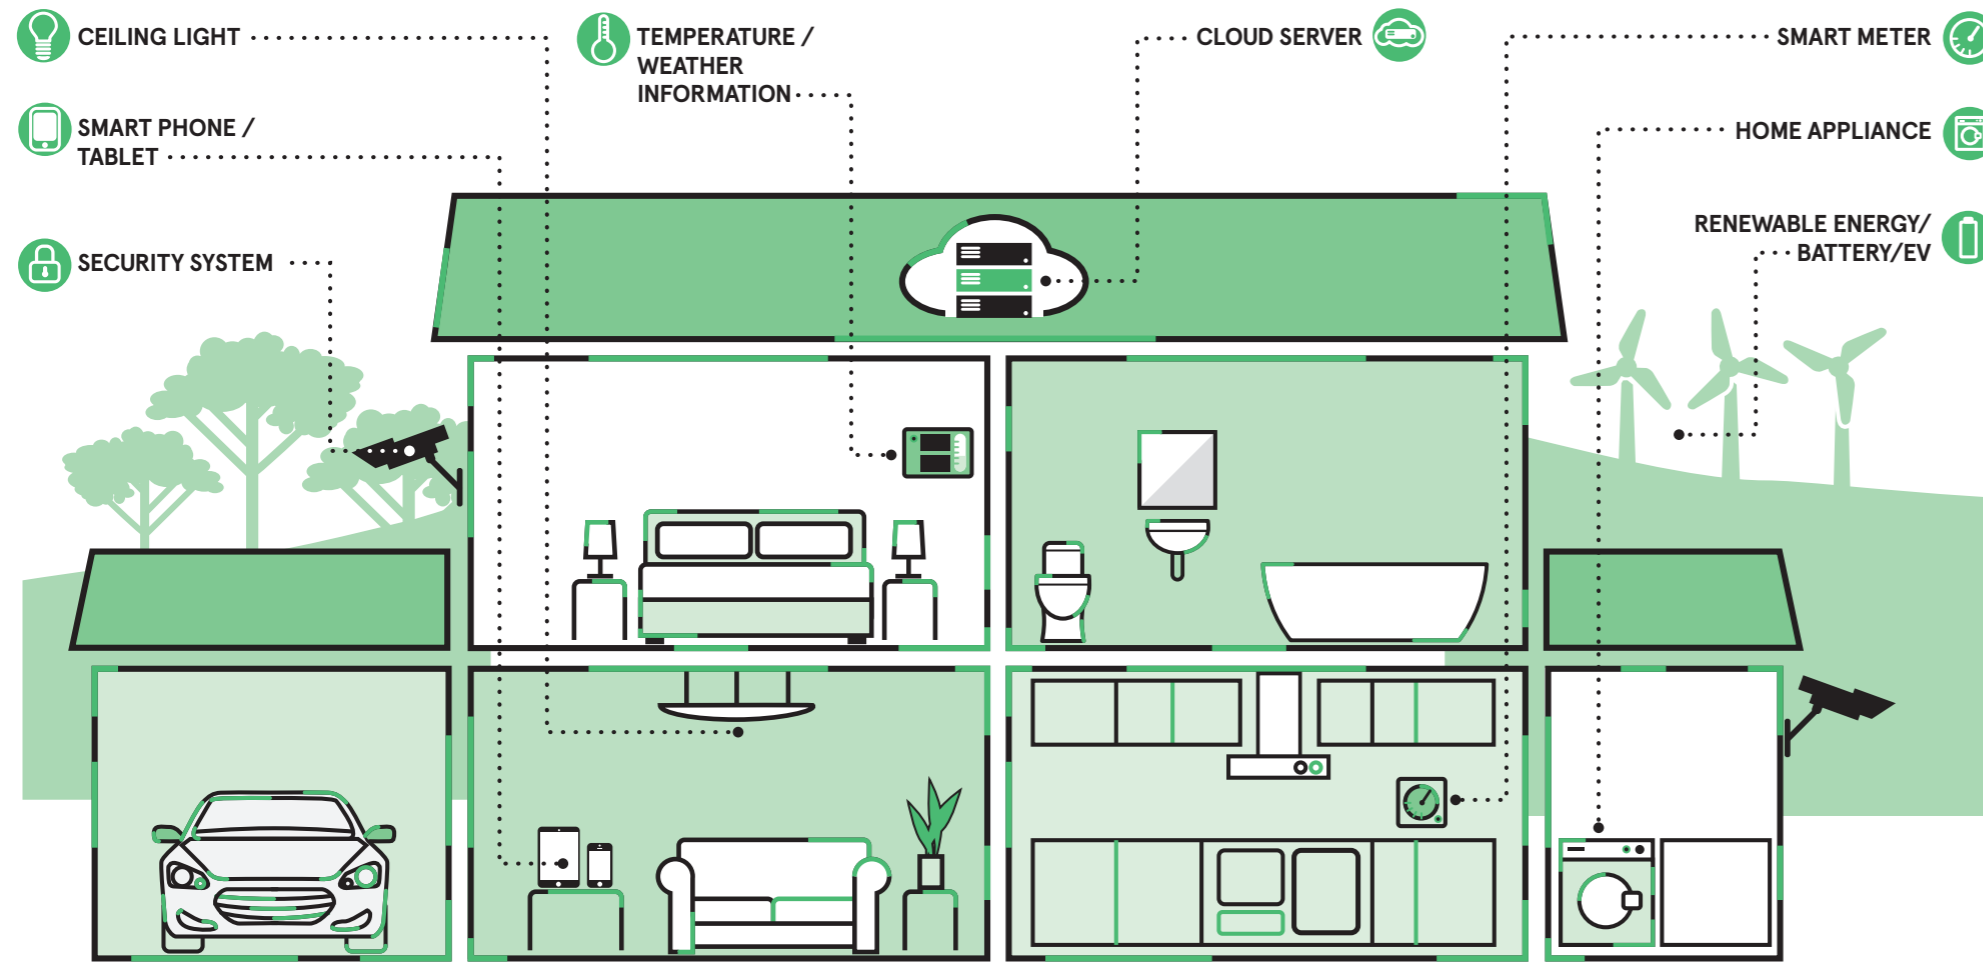 CEILING LIGHT
SMART PHONE /
TABLET
SECURITY SYSTEM
TEMPERATURE /
WEATHER
INFORMATION
CLOUD SERVER
SMART METER
HOME APPLIANCE
RENEWABLE ENERGY/
BATTERY/EV